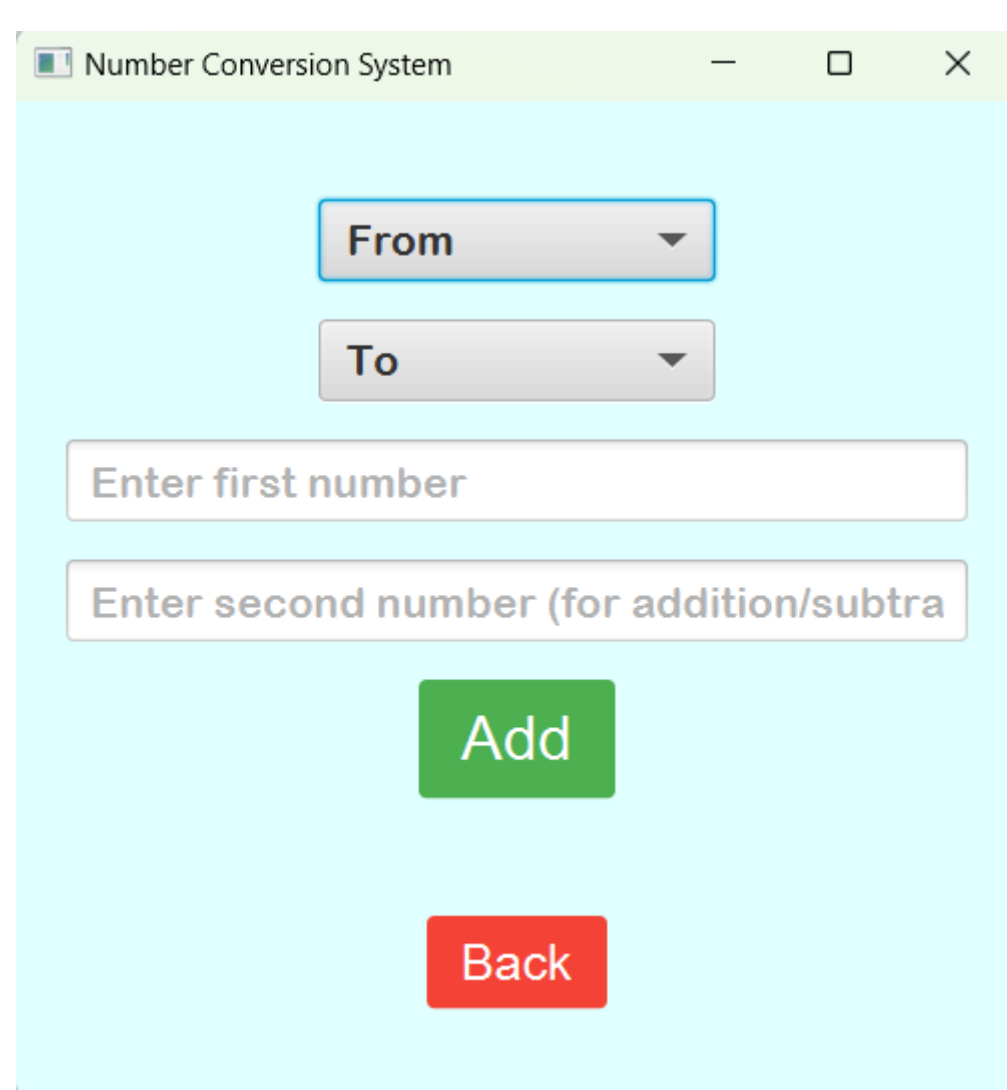 Number Conversion System
From
To
Enter first number
Enter second number (for addition/subtra
Add
Back